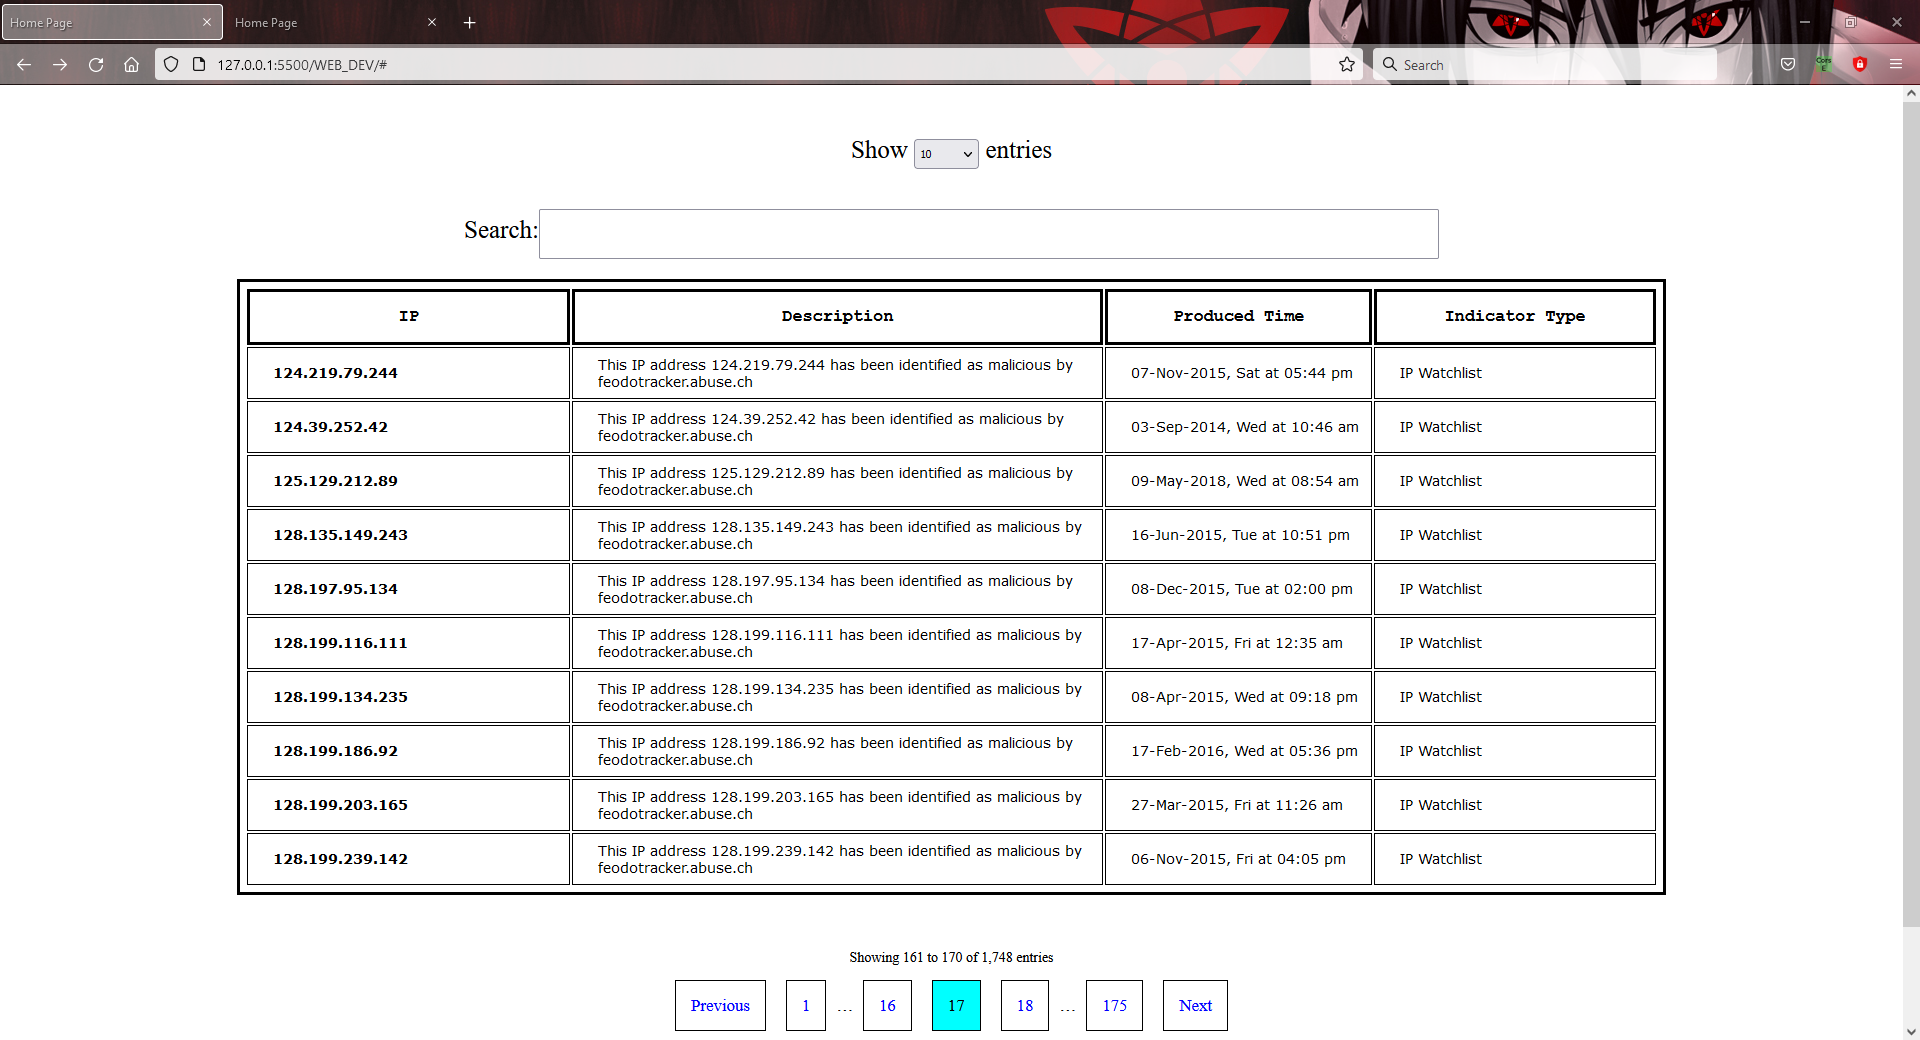 Home Page
Home Page
127.0.0.1:5500/WEB_DEV/#
Search
Cors
E
Show 10 entries
Search:
IP Description Produced Time Indicator Type
124.219.79.244 This IP address 124.219.79.244 has been identified as malicious by feodotracker.abuse.ch 07-Nov-2015, Sat at 05:44 pm IP Watchlist
124.39.252.42 This IP address 124.39.252.42 has been identified as malicious by feodotracker.abuse.ch 03-Sep-2014, Wed at 10:46 am IP Watchlist
125.129.212.89 This IP address 125.129.212.89 has been identified as malicious by feodotracker.abuse.ch 09-May-2018, Wed at 08:54 am IP Watchlist
128.135.149.243 This IP address 128.135.149.243 has been identified as malicious by feodotracker.abuse.ch 16-Jun-2015, Tue at 10:51 pm IP Watchlist
128.197.95.134 This IP address 128.197.95.134 has been identified as malicious by feodotracker.abuse.ch 08-Dec-2015, Tue at 02:00 pm IP Watchlist
128.199.116.111 This IP address 128.199.116.111 has been identified as malicious by feodotracker.abuse.ch 17-Apr-2015, Fri at 12:35 am IP Watchlist
128.199.134.235 This IP address 128.199.134.235 has been identified as malicious by feodotracker.abuse.ch 08-Apr-2015, Wed at 09:18 pm IP Watchlist
128.199.186.92 This IP address 128.199.186.92 has been identified as malicious by feodotracker.abuse.ch 17-Feb-2016, Wed at 05:36 pm IP Watchlist
128.199.203.165 This IP address 128.199.203.165 has been identified as malicious by feodotracker.abuse.ch 27-Mar-2015, Fri at 11:26 am IP Watchlist
128.199.239.142 This IP address 128.199.239.142 has been identified as malicious by feodotracker.abuse.ch 06-Nov-2015, Fri at 04:05 pm IP Watchlist
Showing 161 to 170 of 1,748 entries
Previous 1 … 16 17 18 … 175 Next